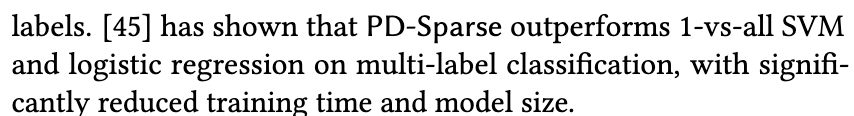 labels. [45] has shown that PD-Sparse outperforms 1-vs-all SVM
and logistic regression on multi-label classification, with signifi-
cantly reduced training time and model size.